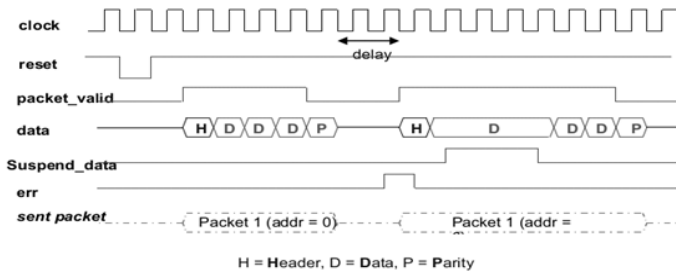 clock
delay
reset
packet_valid
data H D D D P H D D D P
Suspend_data
err
sent packet Packet 1 (addr = 0) Packet 1 (addr =
H = Header, D = Data, P = Parity